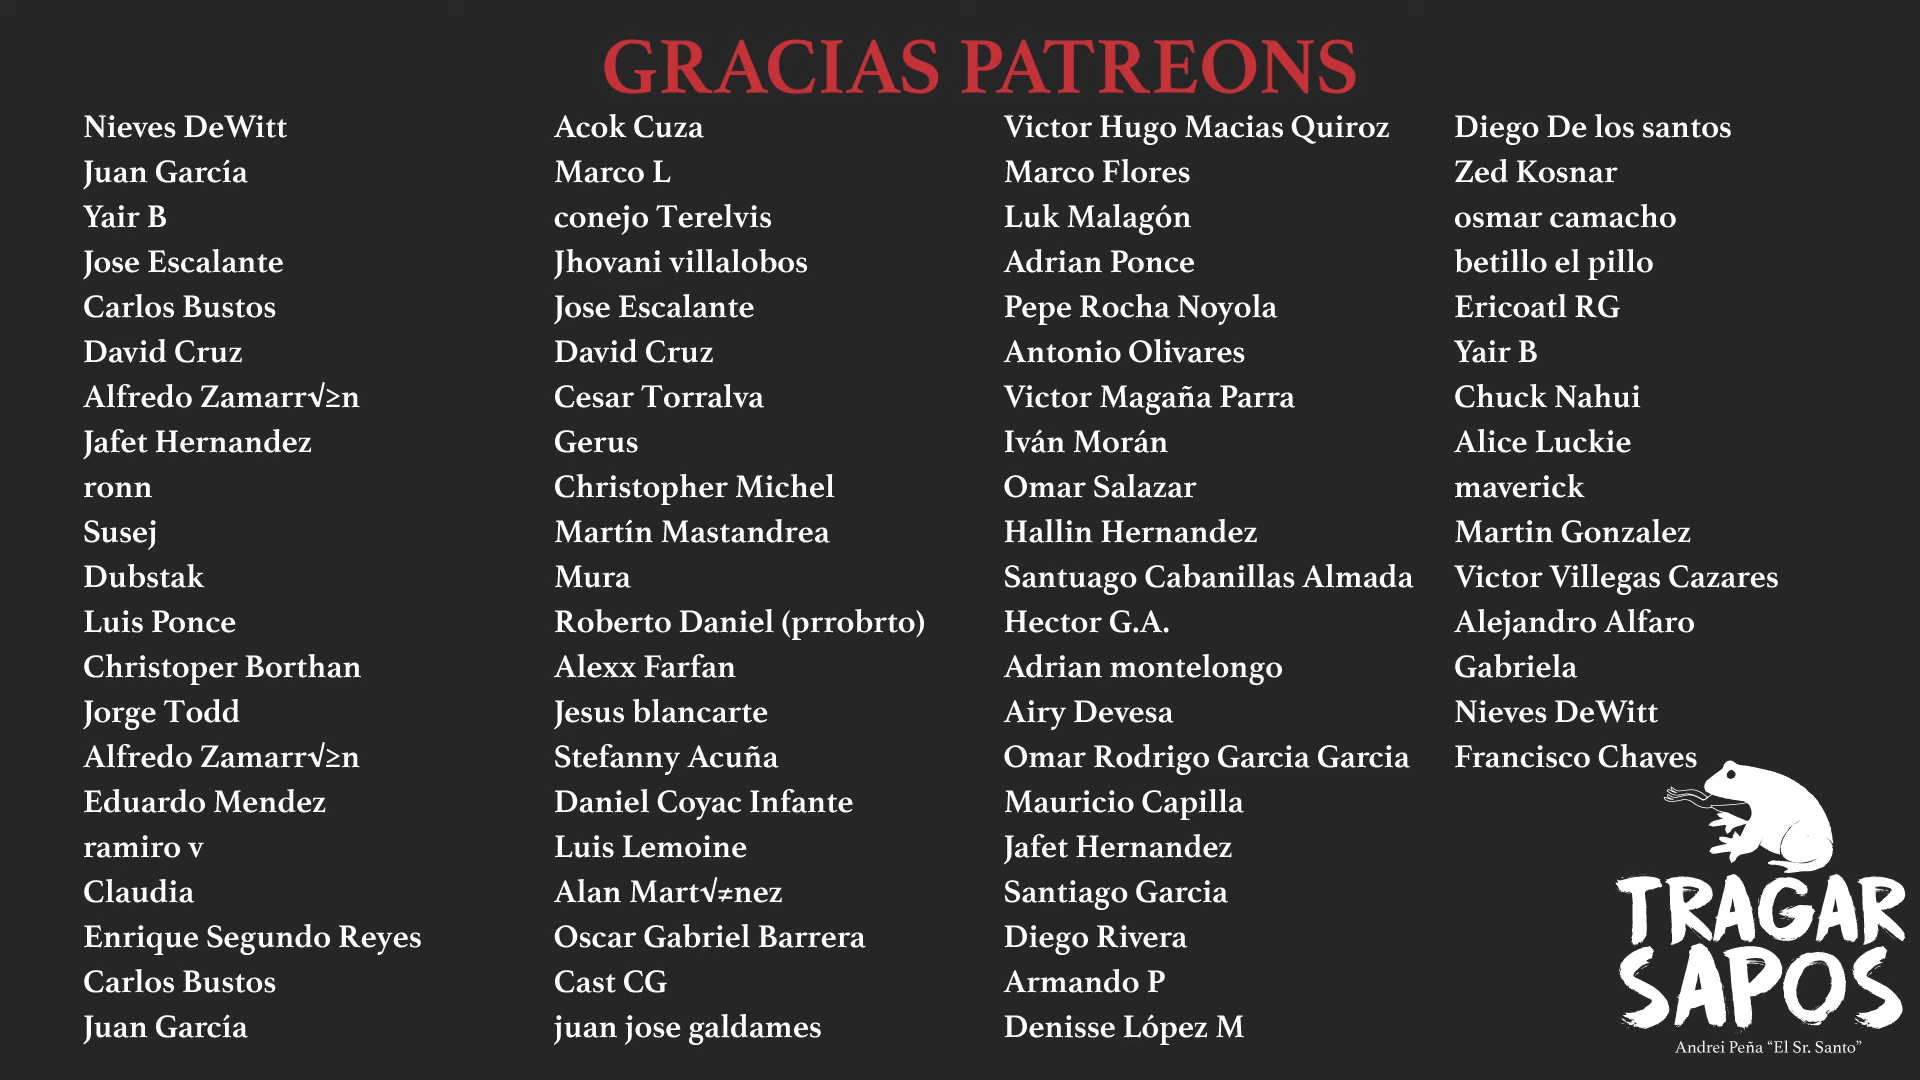 GRACIAS PATREONS
Nieves DeWitt
Juan García
Yair B
Jose Escalante
Carlos Bustos
David Cruz
Alfredo Zamarr√≥n
Jafet Hernandez
ronn
Susej
Dubstak
Luis Ponce
Christoper Borthan
Jorge Todd
Alfredo Zamarr√≥n
Eduardo Mendez
ramiro v
Claudia
Enrique Segundo Reyes
Carlos Bustos
Juan García
Acok Cuza
Marco L
conejo Terelvis
Jhovani villalobos
Jose Escalante
David Cruz
Cesar Torralva
Gerus
Christopher Michel
Martín Mastandrea
Mura
Roberto Daniel (prrobrto)
Alexx Farfan
Jesus blancarte
Stefanny Acuña
Daniel Coyac Infante
Luis Lemoine
Alan Mart√≠nez
Oscar Gabriel Barrera
Cast CG
juan jose galdames
Victor Hugo Macias Quiroz
Marco Flores
Luk Malagón
Adrian Ponce
Pepe Rocha Noyola
Antonio Olivares
Victor Magaña Parra
Iván Morán
Omar Salazar
Hallin Hernandez
Santuago Cabanillas Almada
Hector G.A.
Adrian montelongo
Airy Devesa
Omar Rodrigo Garcia Garcia
Mauricio Capilla
Jafet Hernandez
Santiago Garcia
Diego Rivera
Armando P
Denisse López M
Diego De los santos
Zed Kosnar
osmar camacho
betillo el pillo
Ericoatl RG
Yair B
Chuck Nahui
Alice Luckie
maverick
Martin Gonzalez
Victor Villegas Cazares
Alejandro Alfaro
Gabriela
Nieves DeWitt
Francisco Chaves
TRAGAR
SAPOS
Andrei Peña “El Sr. Santo”